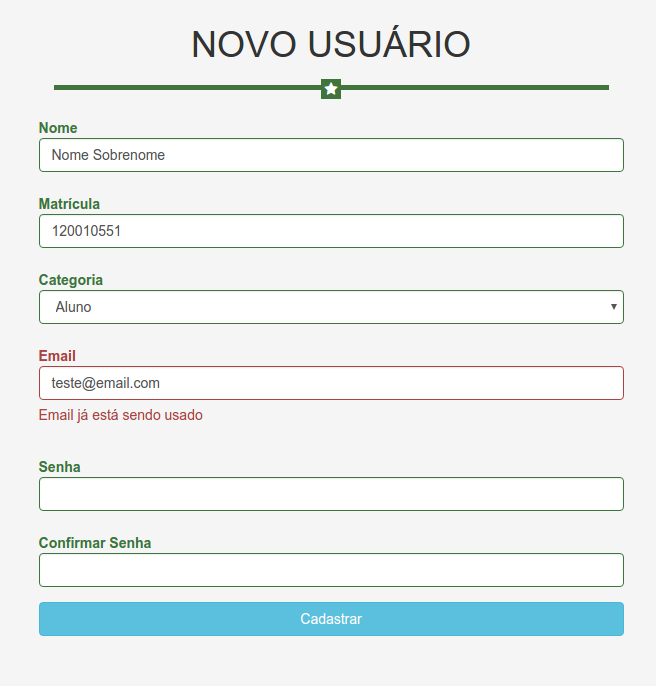 NOVO USUÁRIO
Nome
Nome Sobrenome
Matrícula
120010551
Categoria
Aluno
Email
teste@email.com
Email já está sendo usado
Senha
Confirmar Senha
Cadastrar